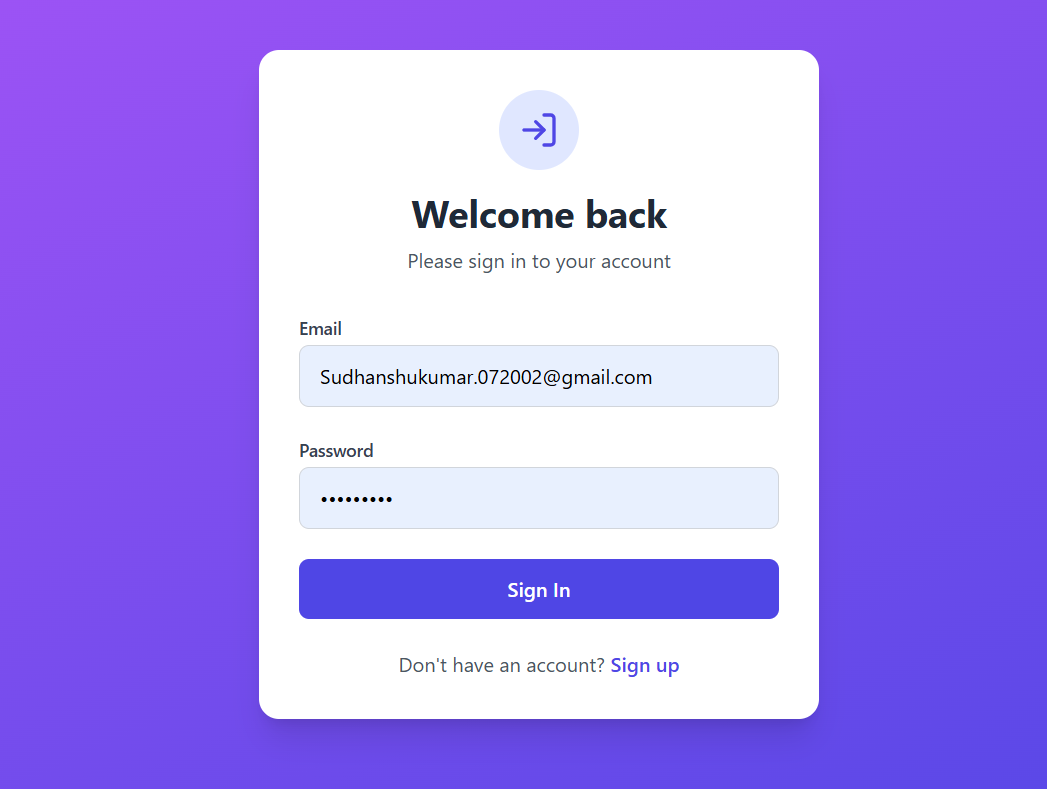 Welcome back
Please sign in to your account
Email
Sudhanshukumar.072002@gmail.com
Password
•••••••••
Sign In
Don't have an account? Sign up